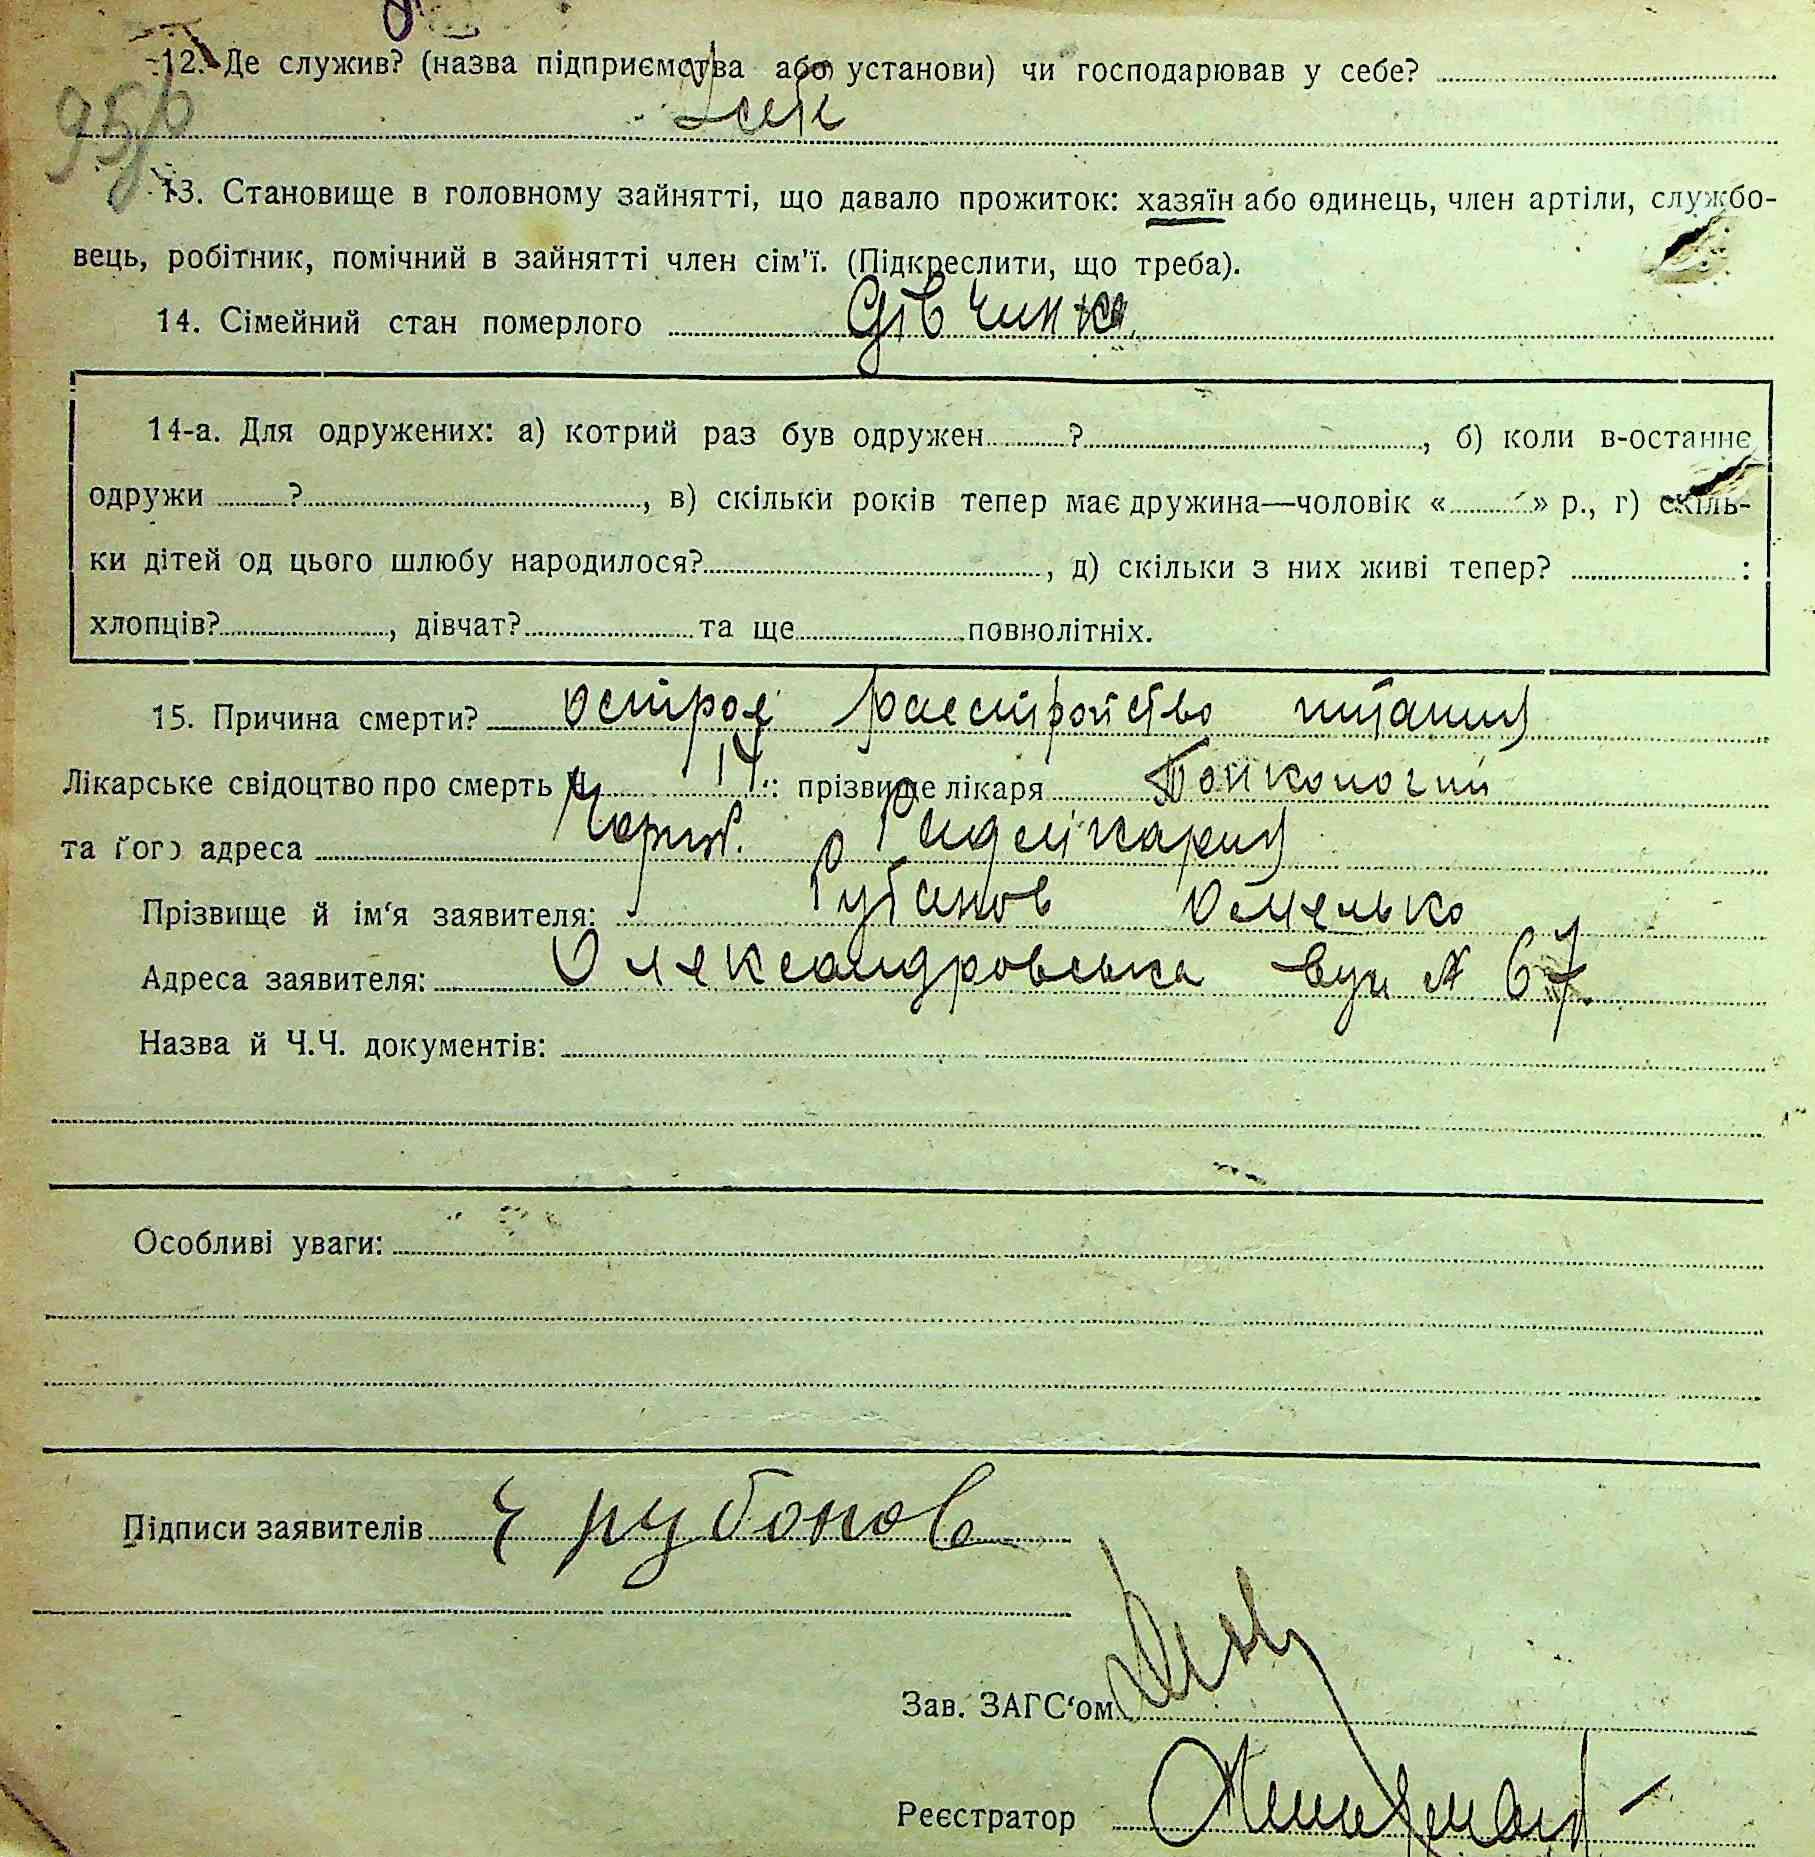 12. Де служив? (назва підприємства або установи) чи господарював у себе?
У себе
95б
13. Становище в головному зайнятті, що давало прожиток: хазяїн або одинець, член артіли, службо-
вець, робітник, помічний в зайнятті член сім'ї. (Підкреслити, що треба).
14. Сімейний стан померлого дівчинка
14-а. Для одружених: а) котрий раз був одружен ? , б) коли в-останнє
одружи ? , в) скільки років тепер має дружина—чоловік « » р., г) скіль-
ки дітей од цього шлюбу народилося? , д) скільки з них живі тепер? :
хлопців? , дівчат? та ще повнолітніх.
15. Причина смерти? острое расстройство питания
Лікарське свідоцтво про смерть ч. 14 : прізвище лікаря
та його адреса
Прізвище й ім'я заявителя: Рубанов Омелько
Адреса заявителя: Олександровська вул № 67.
Назва й Ч.Ч. документів:
Особливі уваги:
Підписи заявителів рубонов
Зав. ЗАГС'ом
Реєстратор